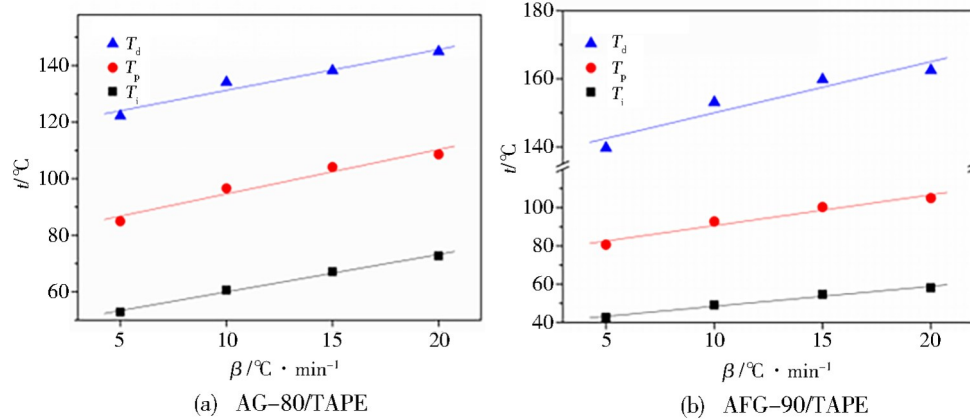 T_d
T_p
T_i
140
120
100
80
60
5 10 15 20
t/℃
β/℃·min⁻¹
(a) AG–80/TAPE
180
T_d
T_p
T_i
160
140
100
80
60
40
5 10 15 20
t/℃
β/℃·min⁻¹
(b) AFG–90/TAPE